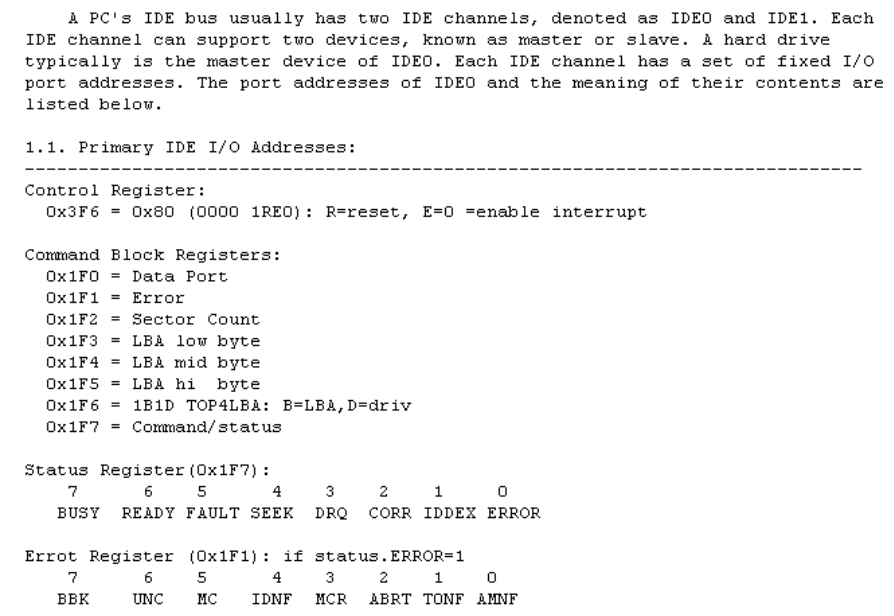 A PC's IDE bus usually has two IDE channels, denoted as IDE0 and IDE1. Each
IDE channel can support two devices, known as master or slave. A hard drive
typically is the master device of IDE0. Each IDE channel has a set of fixed I/O
port addresses. The port addresses of IDE0 and the meaning of their contents are
listed below.
1.1. Primary IDE I/O Addresses:
------------------------------------------------------------------------------
Control Register:
0x3F6 = 0x80 (0000 1RE0): R=reset, E=0 =enable interrupt
Command Block Registers:
0x1F0 = Data Port
0x1F1 = Error
0x1F2 = Sector Count
0x1F3 = LBA low byte
0x1F4 = LBA mid byte
0x1F5 = LBA hi  byte
0x1F6 = 1B1D TOP4LBA: B=LBA,D=driv
0x1F7 = Command/status
Status Register(0x1F7):
7 6 5 4 3 2 1 0
BUSY READY FAULT SEEK DRQ CORR IDDEX ERROR
Errot Register (0x1F1): if status.ERROR=1
7 6 5 4 3 2 1 0
BBK UNC MC IDNF MCR ABRT TONF AMNF